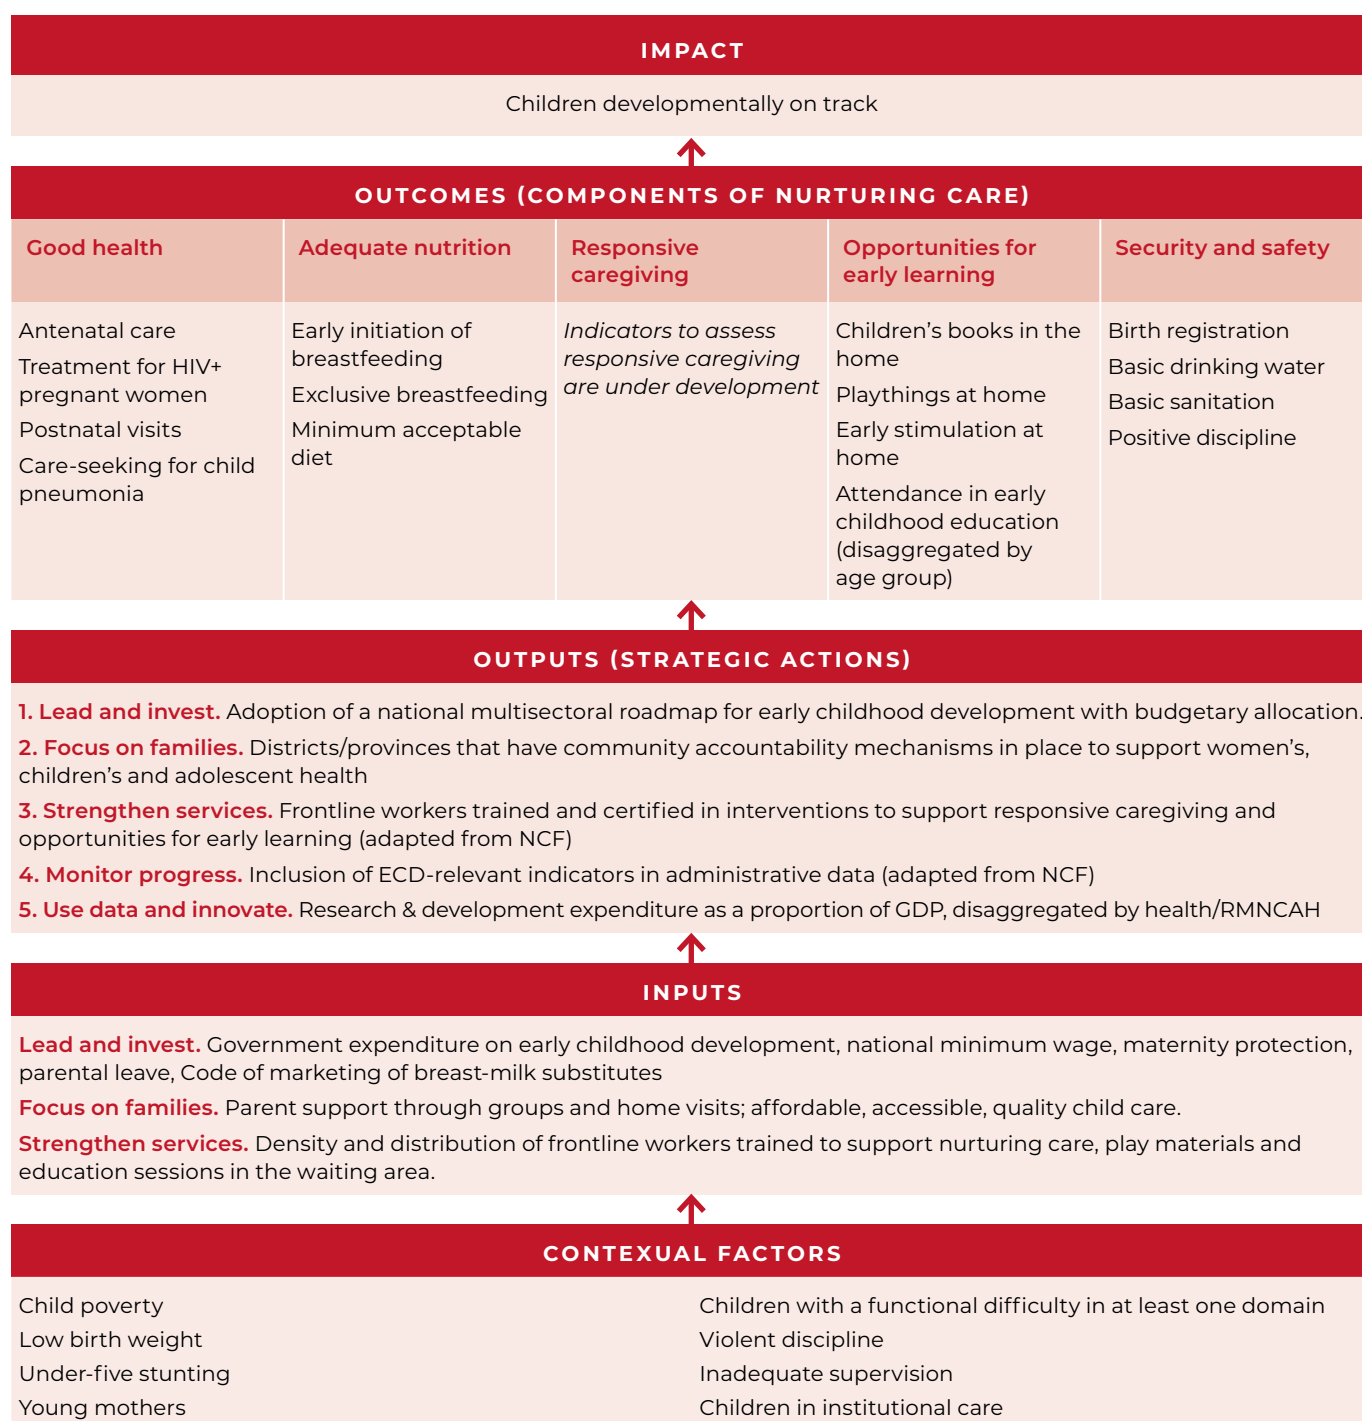 IMPACT
Children developmentally on track
OUTCOMES (COMPONENTS OF NURTURING CARE)
Good health
Antenatal care
Treatment for HIV+
pregnant women
Postnatal visits
Care-seeking for child
pneumonia
Adequate nutrition
Early initiation of
breastfeeding
Exclusive breastfeeding
Minimum acceptable
diet
Responsive
caregiving
Indicators to assess
responsive caregiving
are under development
Opportunities for
early learning
Children’s books in the
home
Playthings at home
Early stimulation at
home
Attendance in early
childhood education
(disaggregated by
age group)
Security and safety
Birth registration
Basic drinking water
Basic sanitation
Positive discipline
OUTPUTS (STRATEGIC ACTIONS)
1. Lead and invest. Adoption of a national multisectoral roadmap for early childhood development with budgetary allocation.
2. Focus on families. Districts/provinces that have community accountability mechanisms in place to support women’s,
children’s and adolescent health
3. Strengthen services. Frontline workers trained and certified in interventions to support responsive caregiving and
opportunities for early learning (adapted from NCF)
4. Monitor progress. Inclusion of ECD-relevant indicators in administrative data (adapted from NCF)
5. Use data and innovate. Research & development expenditure as a proportion of GDP, disaggregated by health/RMNCAH
INPUTS
Lead and invest. Government expenditure on early childhood development, national minimum wage, maternity protection,
parental leave, Code of marketing of breast-milk substitutes
Focus on families. Parent support through groups and home visits; affordable, accessible, quality child care.
Strengthen services. Density and distribution of frontline workers trained to support nurturing care, play materials and
education sessions in the waiting area.
CONTEXUAL FACTORS
Child poverty
Low birth weight
Under-five stunting
Young mothers
Children with a functional difficulty in at least one domain
Violent discipline
Inadequate supervision
Children in institutional care